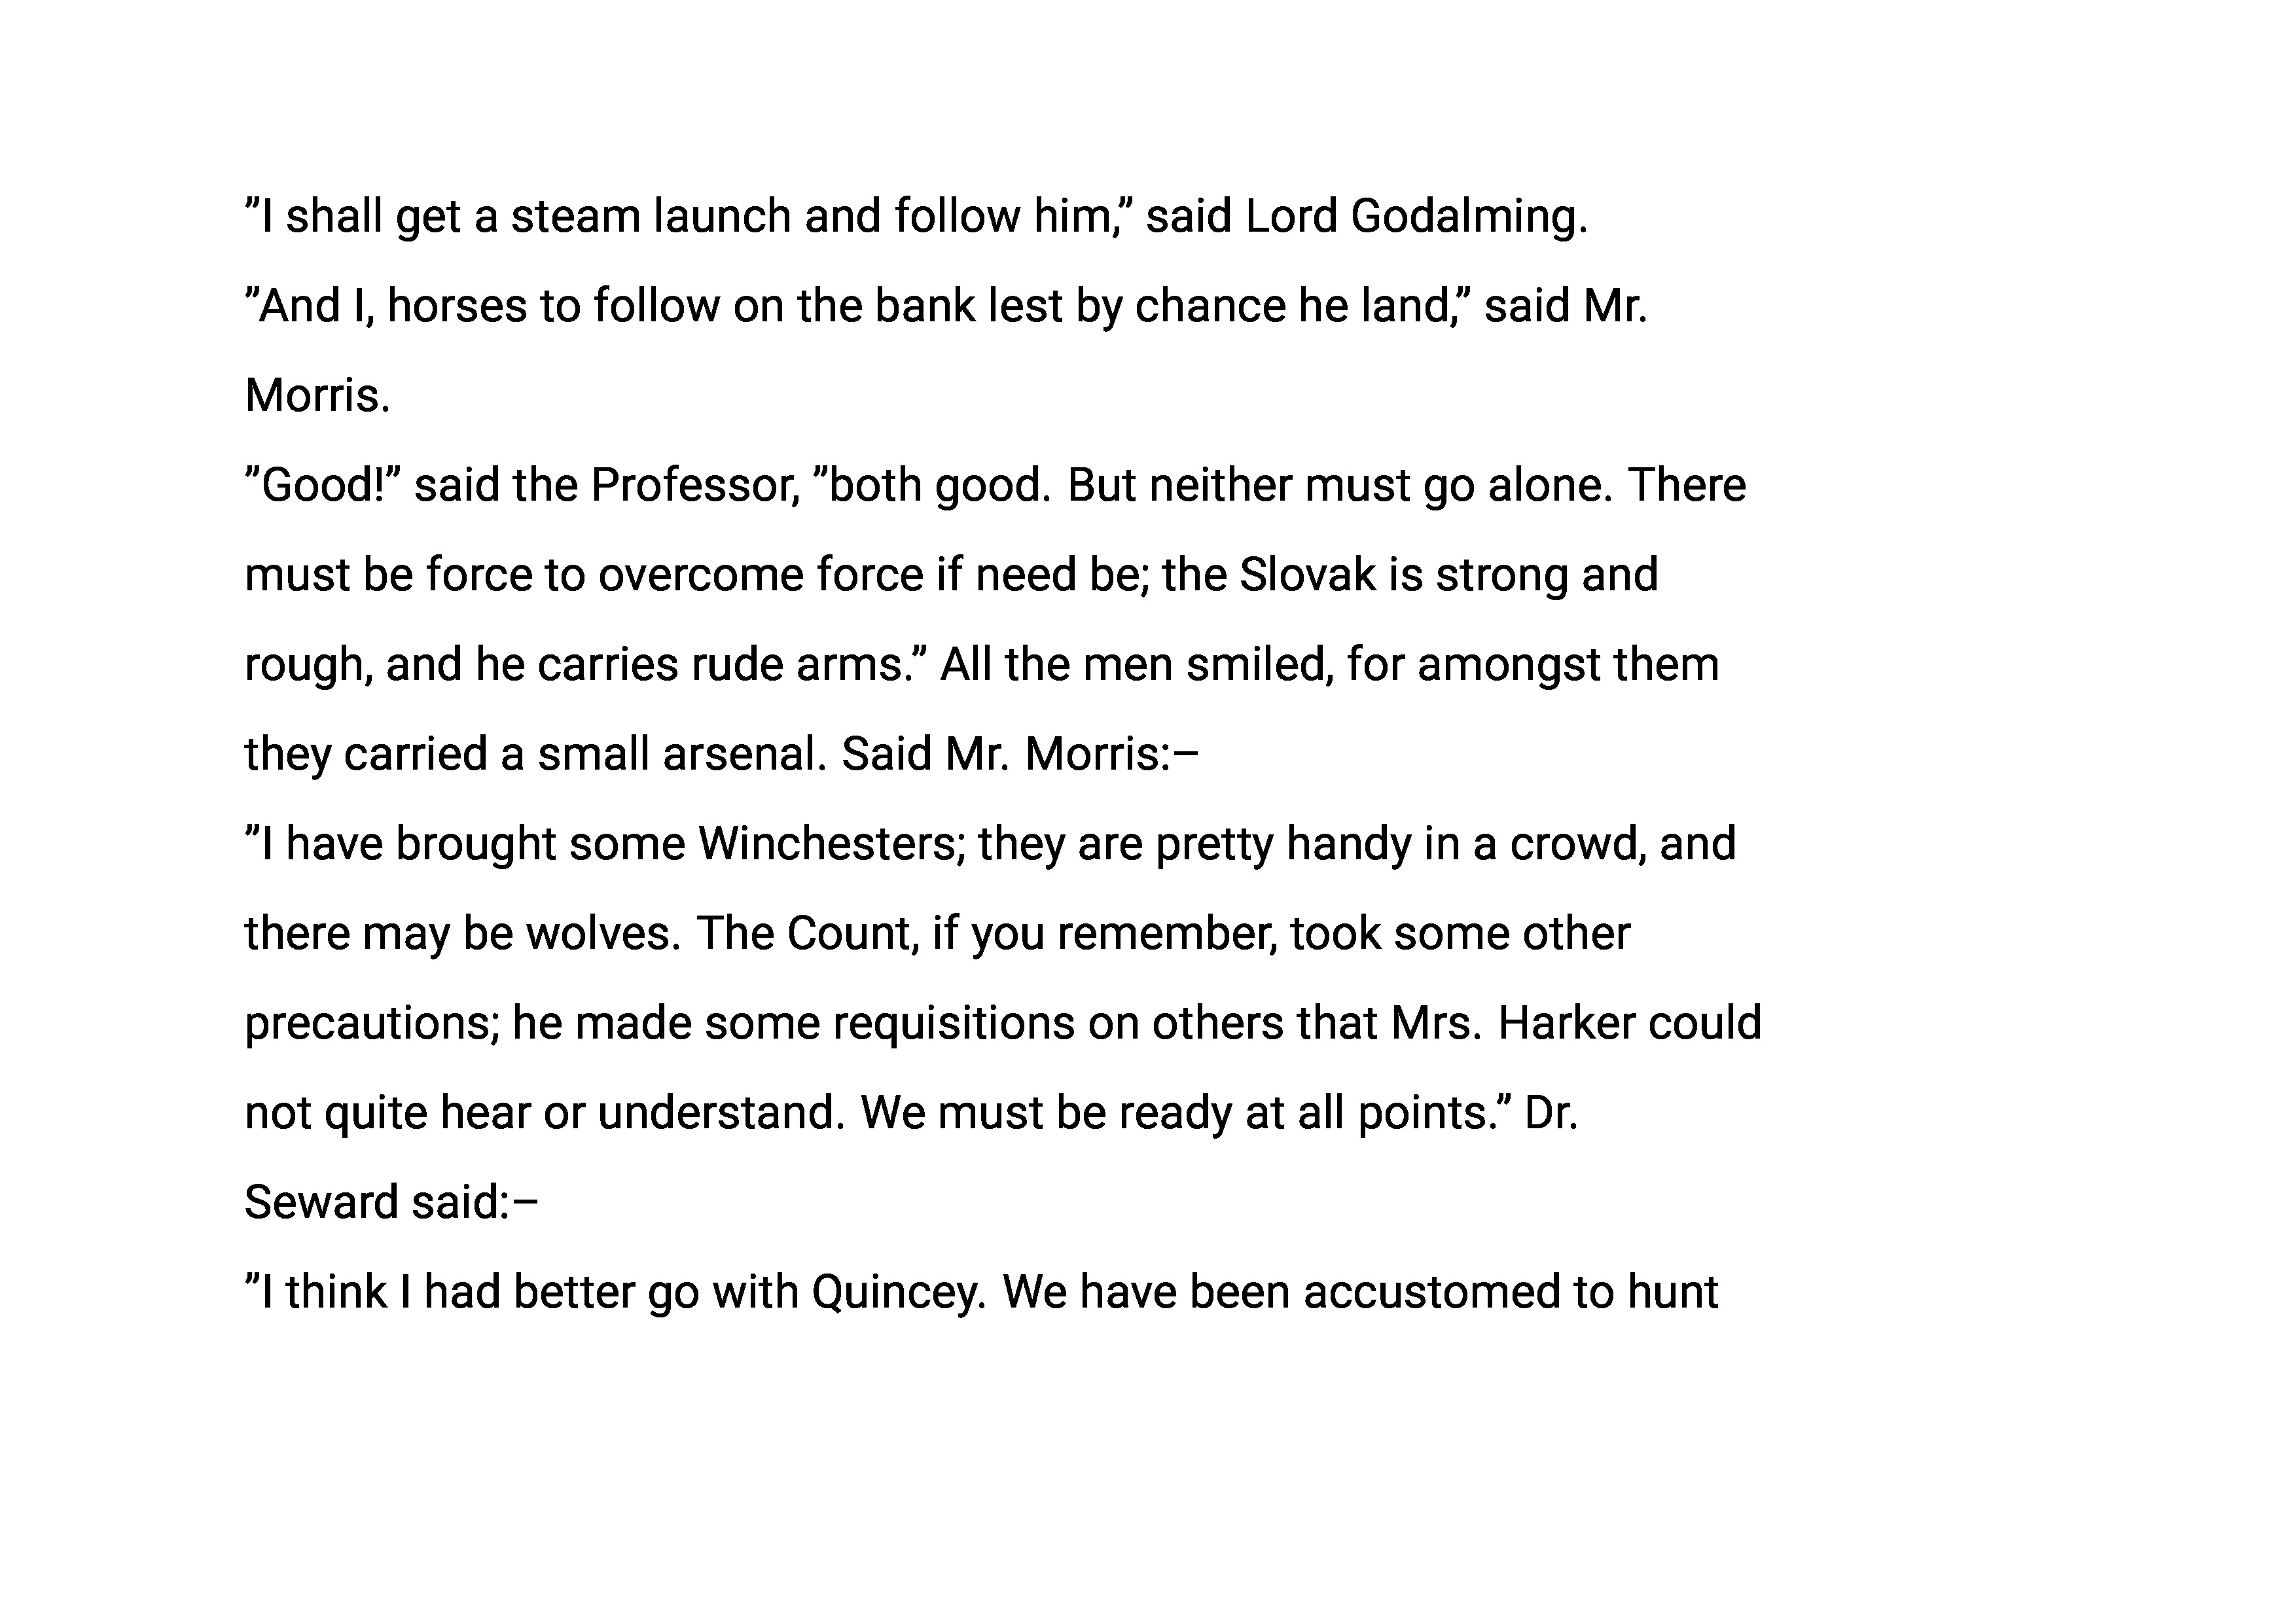 ”I shall get a steam launch and follow him,” said Lord Godalming.
”And I, horses to follow on the bank lest by chance he land,” said Mr.
Morris.
”Good!” said the Professor, ”both good. But neither must go alone. There
must be force to overcome force if need be; the Slovak is strong and
rough, and he carries rude arms.” All the men smiled, for amongst them
they carried a small arsenal. Said Mr. Morris:–
”I have brought some Winchesters; they are pretty handy in a crowd, and
there may be wolves. The Count, if you remember, took some other
precautions; he made some requisitions on others that Mrs. Harker could
not quite hear or understand. We must be ready at all points.” Dr.
Seward said:–
”I think I had better go with Quincey. We have been accustomed to hunt